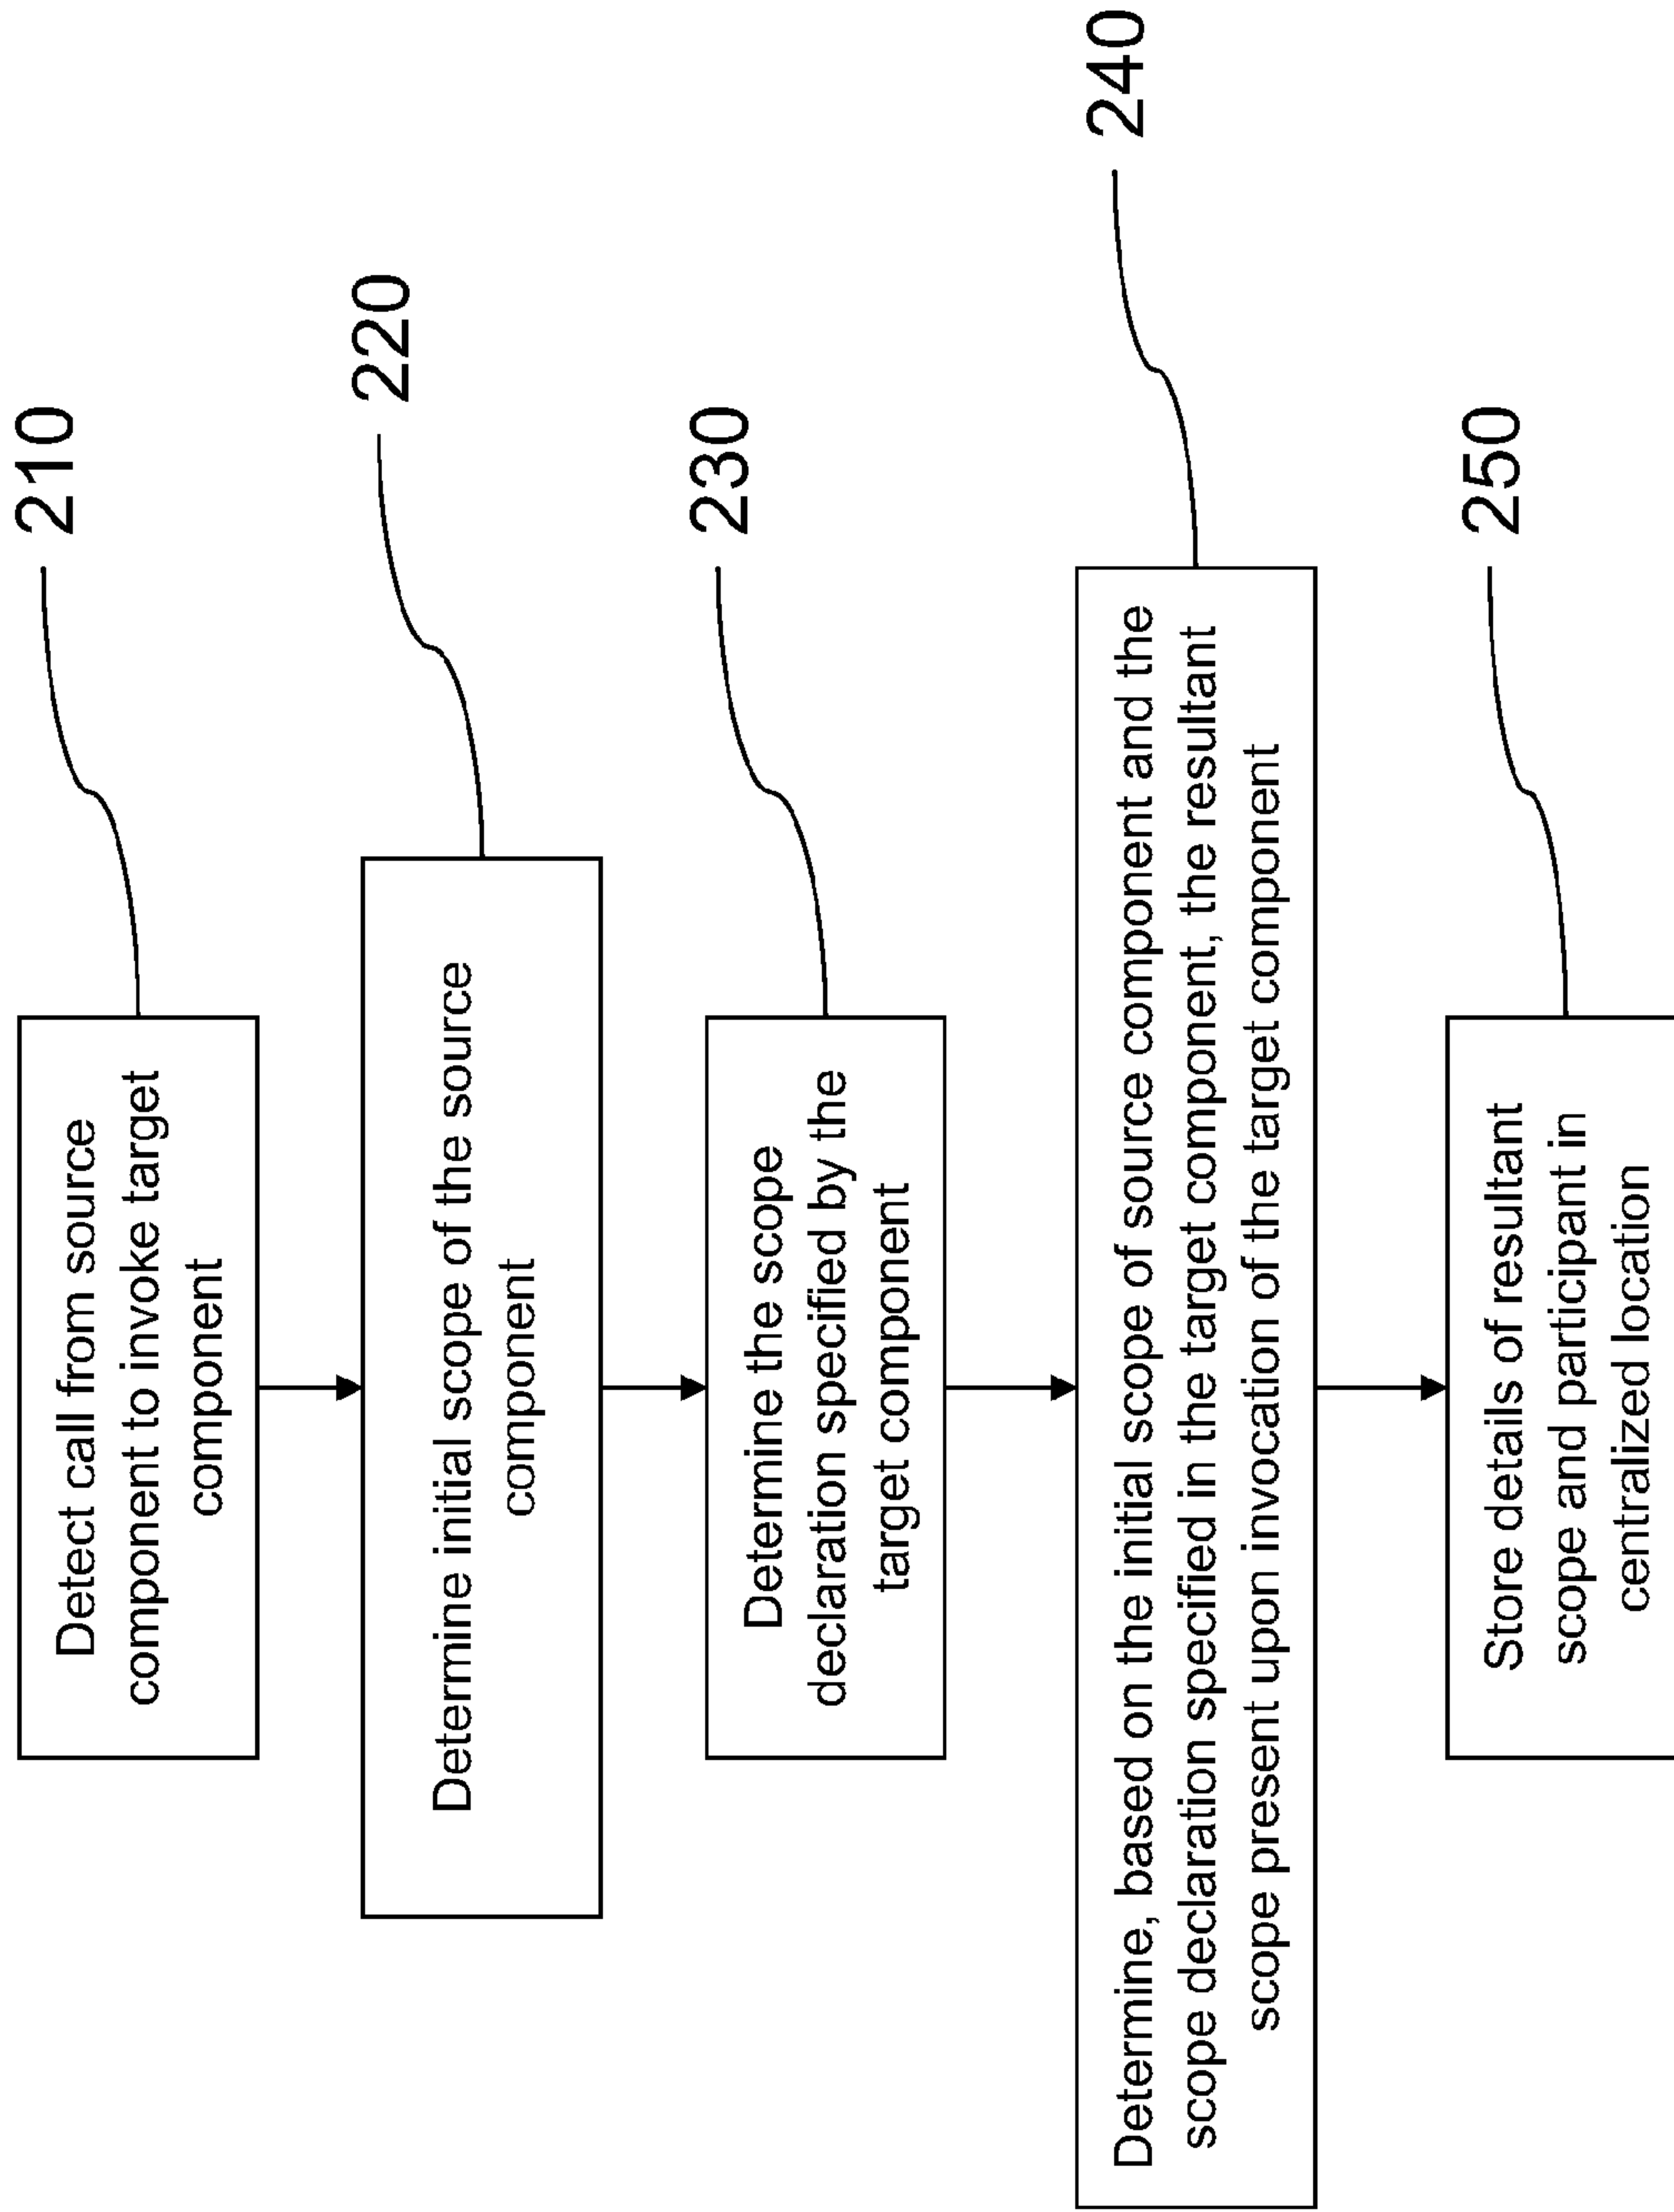 Detect call from source
component to invoke target
component
210
Determine initial scope of the source
component
220
Determine the scope
declaration specified by the
target component
230
Determine, based on the initial scope of source component and the
scope declaration specified in the target component, the resultant
scope present upon invocation of the target component
240
Store details of resultant
scope and participant in
centralized location
250